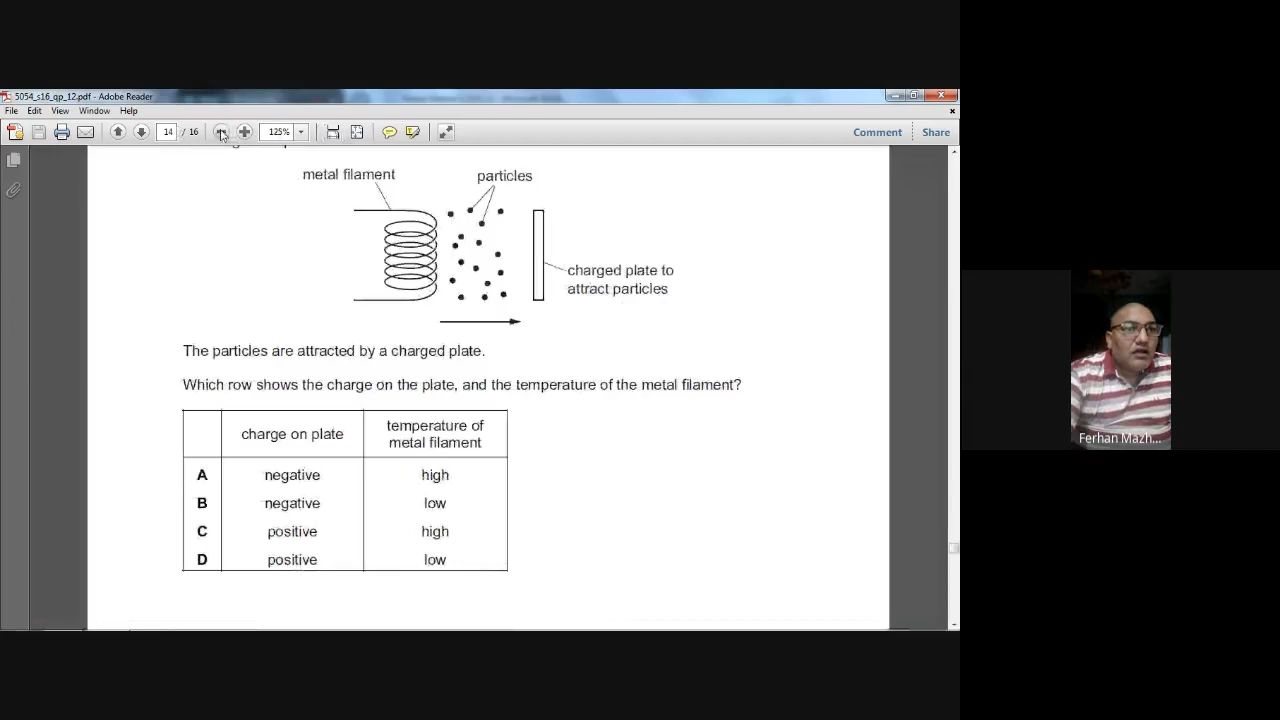 5054_s16_qp_12.pdf - Adobe Reader
File Edit View Window Help
14 / 16 125% Comment Share
metal filament
particles
charged plate to
attract particles
The particles are attracted by a charged plate.
Which row shows the charge on the plate, and the temperature of the metal filament?
charge on plate
temperature of
metal filament
A negative high
B negative low
C positive high
D positive low
Ferhan Mazh...